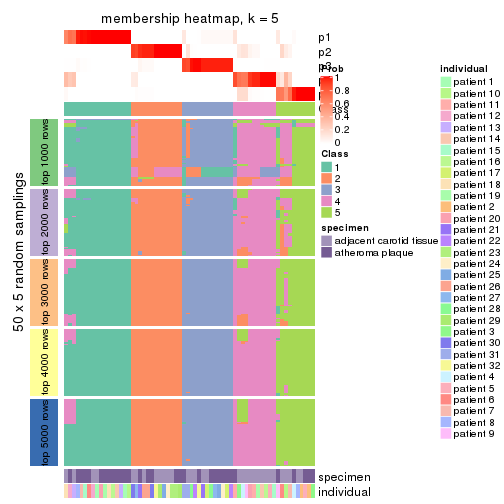 membership heatmap, k = 5
p1
p2
p3
Prob
1
0.8
0.6
0.4
0.2
0
Class
1
2
3
4
5
specimen
adjacent carotid tissue
atheroma plaque
individual
patient 1
patient 10
patient 11
patient 12
patient 13
patient 14
patient 15
patient 16
patient 17
patient 18
patient 19
patient 2
patient 20
patient 21
patient 22
patient 23
patient 24
patient 25
patient 26
patient 27
patient 28
patient 29
patient 3
patient 30
patient 31
patient 32
patient 4
patient 5
patient 6
patient 7
patient 8
patient 9
50 x 5 random samplings
top 1000 rows
top 2000 rows
top 3000 rows
top 4000 rows
top 5000 rows
specimen
individual